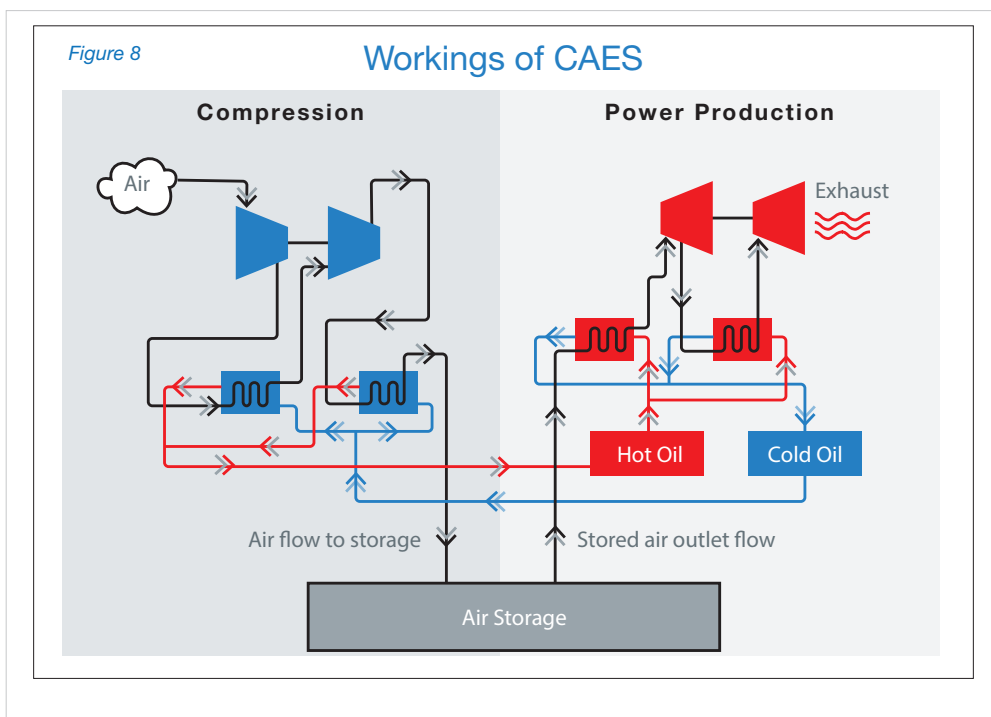 Figure 8
Workings of CAES
Compression
Power Production
Air
Exhaust
Hot Oil
Cold Oil
Air flow to storage
Stored air outlet flow
Air Storage